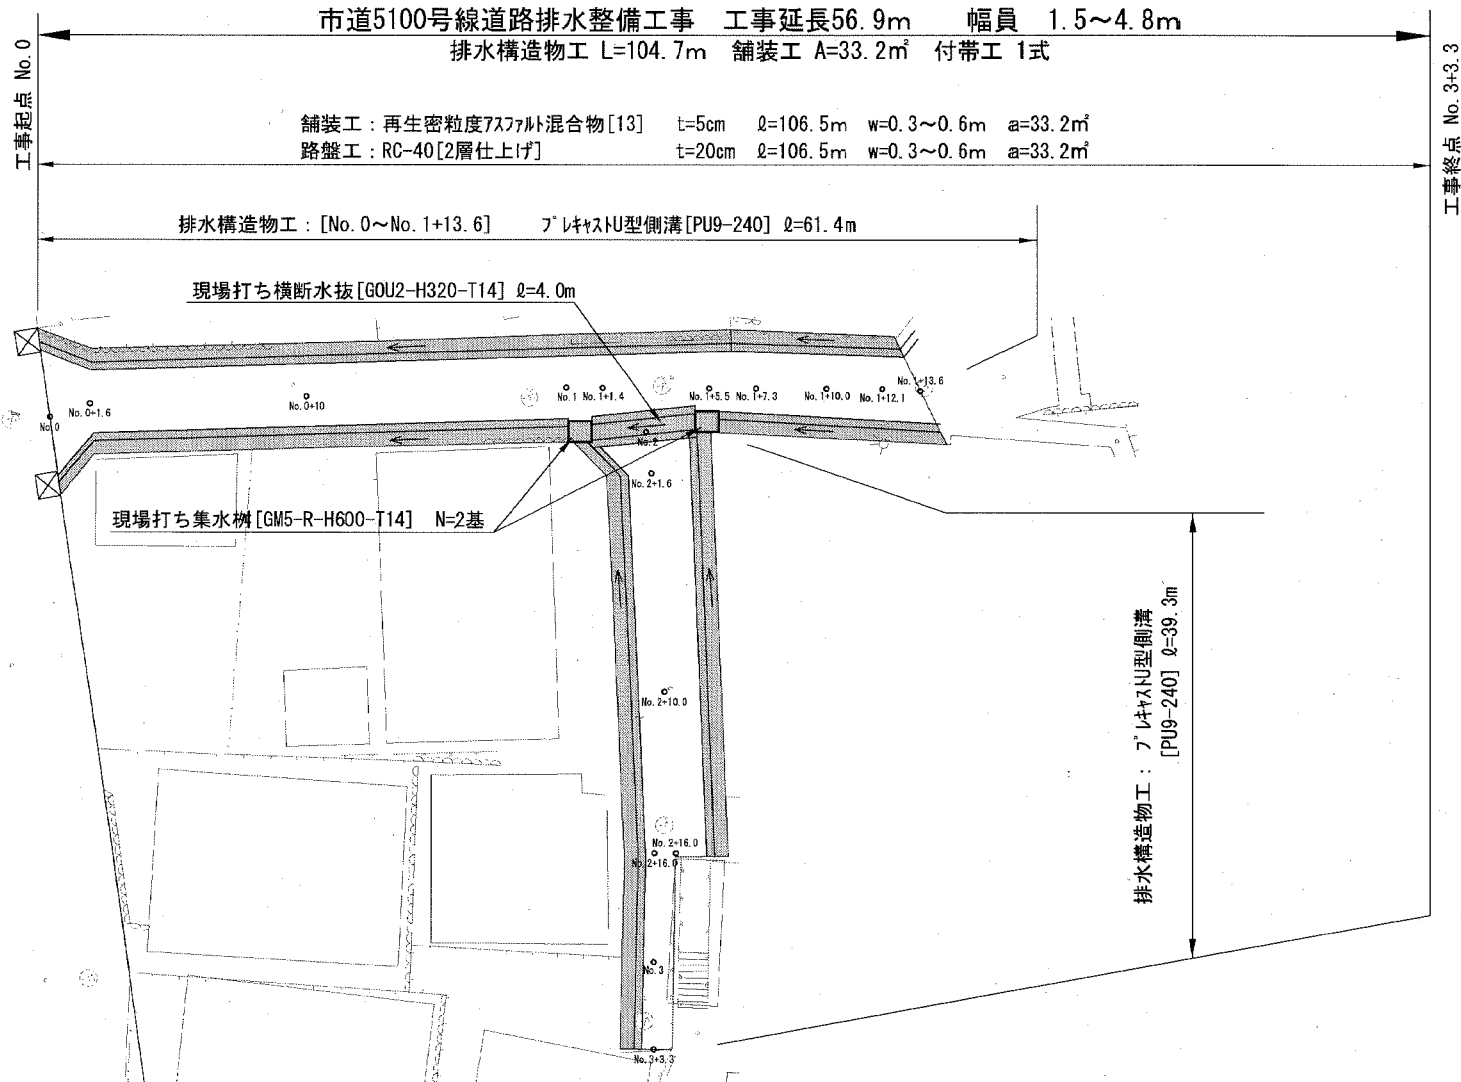 市道5100号線道路排水整備工事 工事延長56.9m 幅員 1.5~4.8m
排水構造物工 L=104.7m 舗装工 A=33.2㎡ 付帯工 1式
工事起点 No.0
工事終点 No.3+3.3
舗装工:再生密粒度ｱｽﾌｧﾙﾄ混合物[13] t=5cm ℓ=106.5m w=0.3~0.6m a=33.2㎡
路盤工:RC-40[2層仕上げ] t=20cm ℓ=106.5m w=0.3~0.6m a=33.2㎡
排水構造物工:[No.0~No.1+13.6] ﾌﾟﾚｷｬｽﾄU型側溝[PU9-240] ℓ=61.4m
現場打ち横断水抜[GOU2-H320-T14] ℓ=4.0m
No.0
No.0+1.6
No.0+10
No.1
No.1+1.4
No.1+5.5
No.1+7.3
No.1+10.0
No.1+12.1
No.1+13.6
No.2
No.2+1.6
現場打ち集水桝[GM5-R-H600-T14] N=2基
排水構造物工:ﾌﾟﾚｷｬｽﾄU型側溝
[PU9-240] ℓ=39.3m
No.2+10.0
No.2+16.0
No.2+16.0
No.3
No.3+3.3